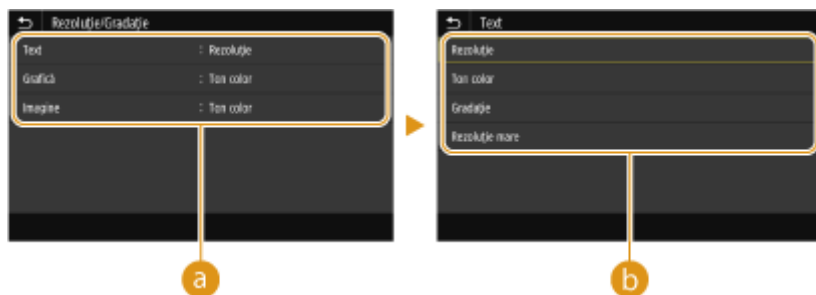 Rezoluție/Gradație
Text : Rezoluție
Grafică : Ton color
Imagine : Ton color
a
Text
Rezoluție
Ton color
Gradație
Rezoluție mare
b